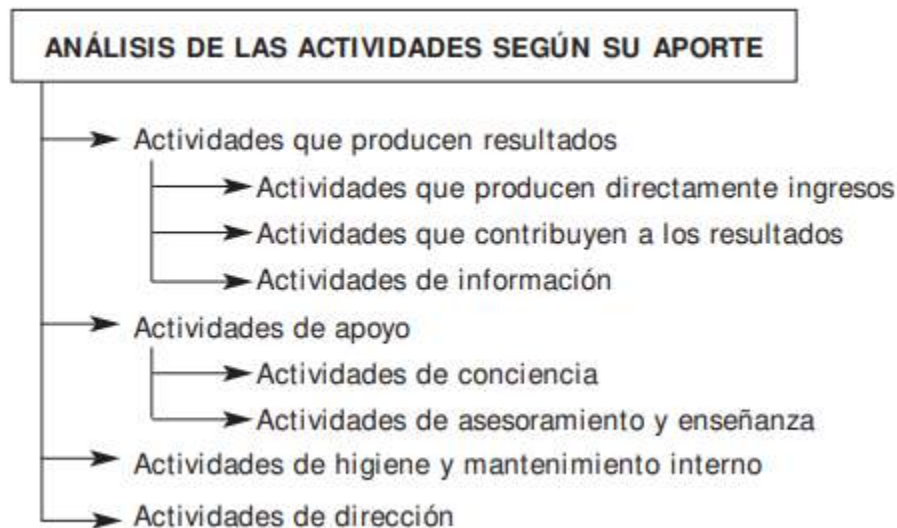 ANÁLISIS DE LAS ACTIVIDADES SEGÚN SU APORTE
Actividades que producen resultados
Actividades que producen directamente ingresos
Actividades que contribuyen a los resultados
Actividades de información
Actividades de apoyo
Actividades de conciencia
Actividades de asesoramiento y enseñanza
Actividades de higiene y mantenimiento interno
Actividades de dirección